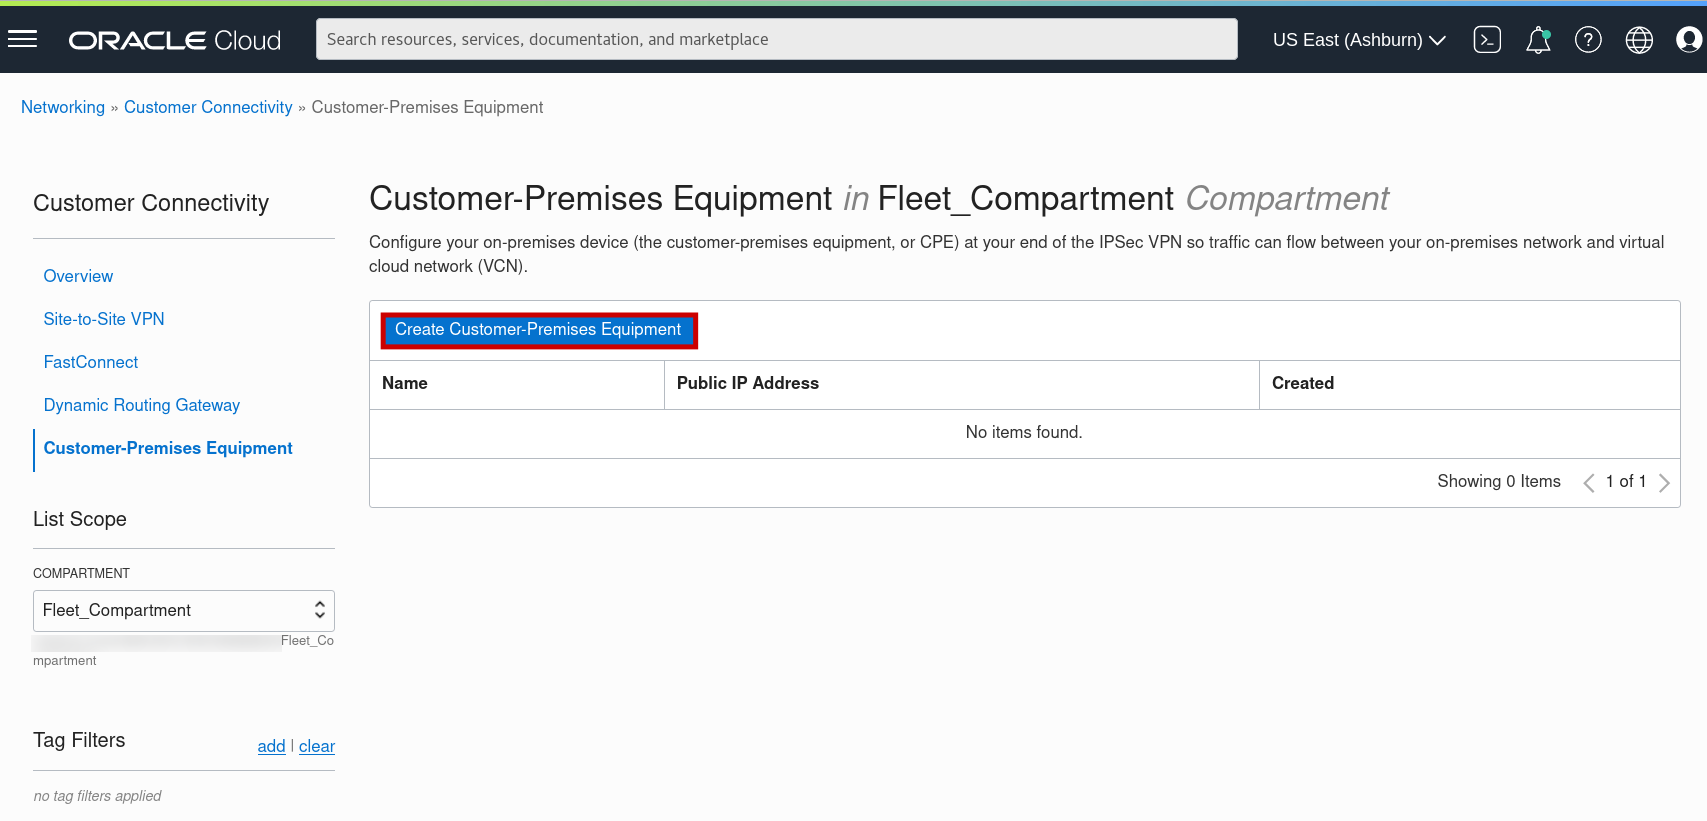 ORACLE Cloud
Search resources, services, documentation, and marketplace
US East (Ashburn)
Networking » Customer Connectivity » Customer-Premises Equipment
Customer Connectivity
Overview
Site-to-Site VPN
FastConnect
Dynamic Routing Gateway
Customer-Premises Equipment
List Scope
COMPARTMENT
Fleet_Compartment
Fleet_Co
mpartment
Tag Filters
add | clear
no tag filters applied
Customer-Premises Equipment in Fleet_Compartment Compartment
Configure your on-premises device (the customer-premises equipment, or CPE) at your end of the IPSec VPN so traffic can flow between your on-premises network and virtual
cloud network (VCN).
Create Customer-Premises Equipment
Name Public IP Address Created
No items found.
Showing 0 Items 1 of 1